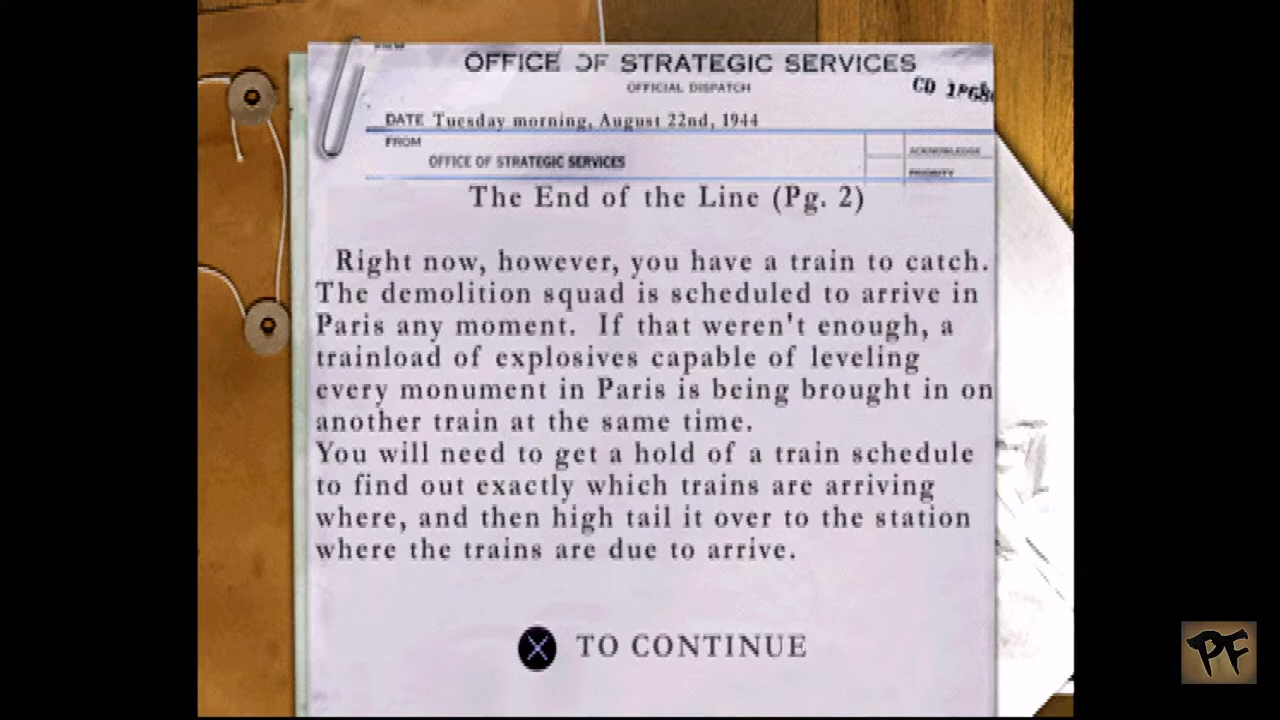 OFFICE OF STRATEGIC SERVICES
OFFICIAL DISPATCH
DATE Tuesday morning, August 22nd, 1944
FROM
OFFICE OF STRATEGIC SERVICES
ACKNOWLEDGE
PRIORITY
The End of the Line (Pg. 2)
Right now, however, you have a train to catch.
The demolition squad is scheduled to arrive in
Paris any moment. If that weren't enough, a
trainload of explosives capable of leveling
every monument in Paris is being brought in on
another train at the same time.
You will need to get a hold of a train schedule
to find out exactly which trains are arriving
where, and then high tail it over to the station
where the trains are due to arrive.
X TO CONTINUE
PF